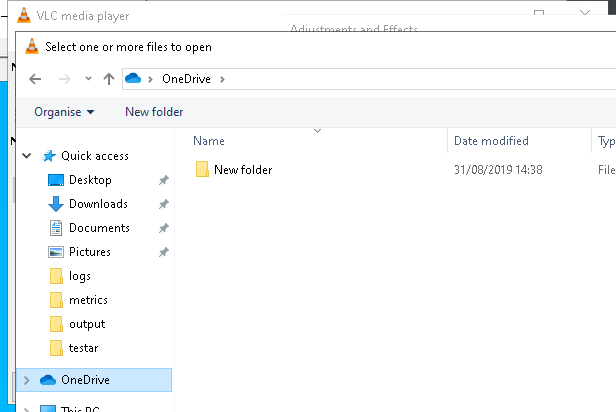 VLC media player
Adjustments and Effects
Select one or more files to open
OneDrive
Organise
New folder
Name
Date modified
Typ
Quick access
New folder
31/08/2019 14:38
File
Desktop
Downloads
Documents
Pictures
logs
metrics
output
testar
OneDrive
This PC